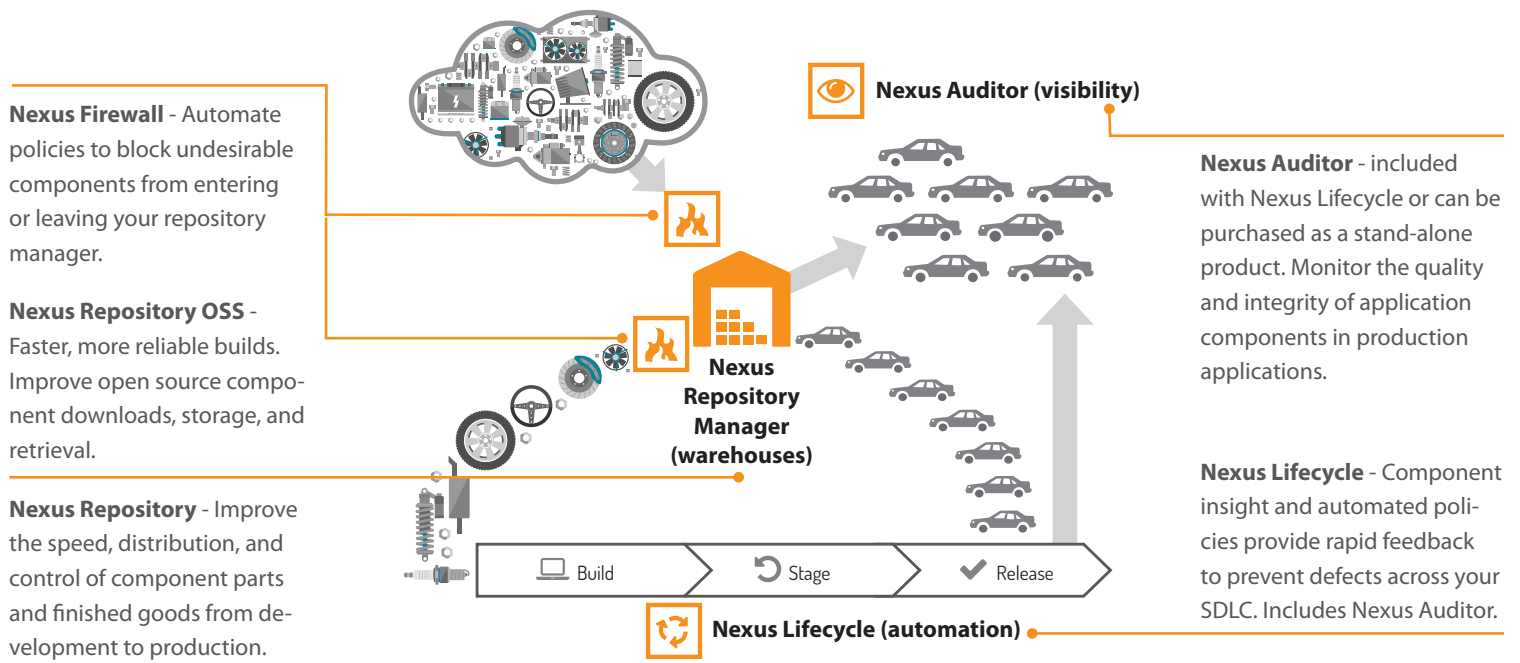 Nexus Firewall - Automate
policies to block undesirable
components from entering
or leaving your repository
manager.
Nexus Repository OSS -
Faster, more reliable builds.
Improve open source compo-
nent downloads, storage, and
retrieval.
Nexus Repository - Improve
the speed, distribution, and
control of component parts
and finished goods from de-
velopment to production.
Nexus
Repository
Manager
(warehouses)
Build
Stage
Release
Nexus Lifecycle (automation)
Nexus Auditor (visibility)
Nexus Auditor - included
with Nexus Lifecycle or can be
purchased as a stand-alone
product. Monitor the quality
and integrity of application
components in production
applications.
Nexus Lifecycle - Component
insight and automated poli-
cies provide rapid feedback
to prevent defects across your
SDLC. Includes Nexus Auditor.